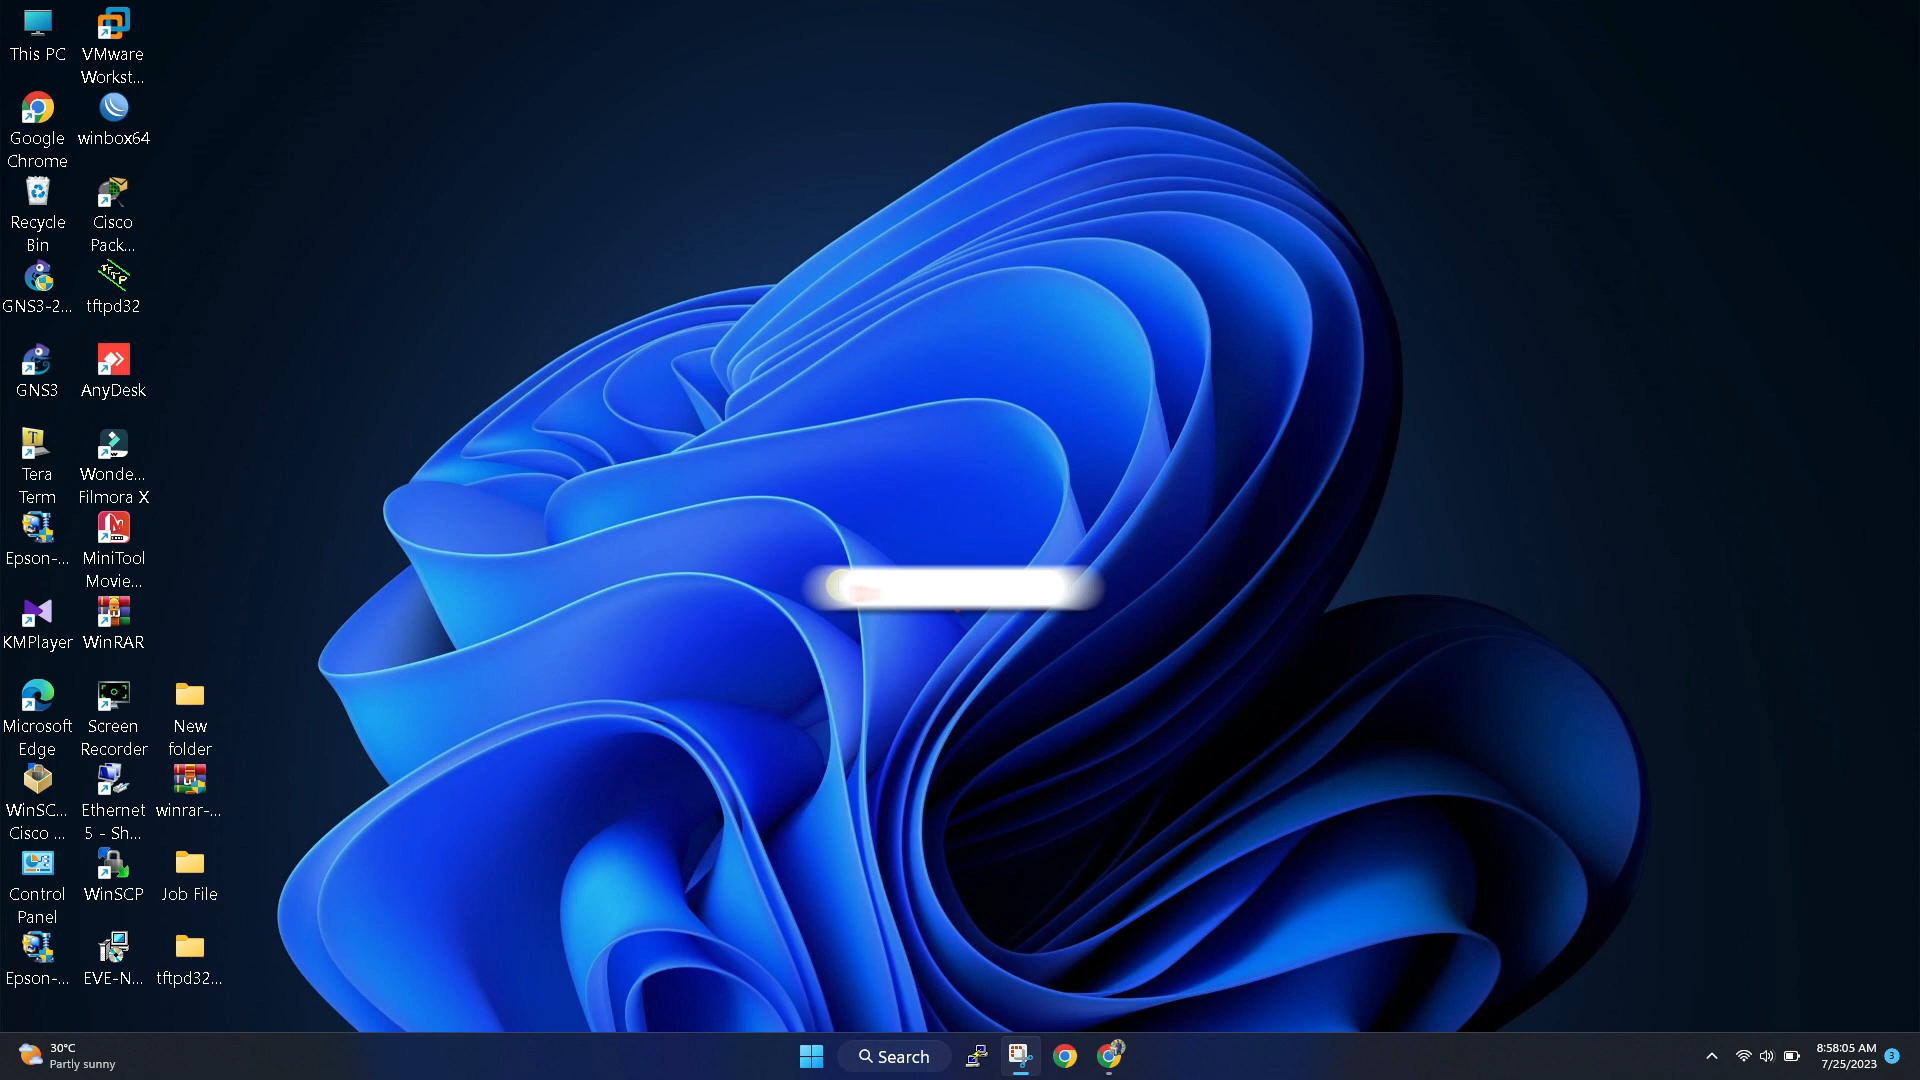 This PC
VMware
Workst...
Google
Chrome
winbox64
Recycle
Bin
Cisco
Pack...
GNS3-2...
tftpd32
GNS3
AnyDesk
Tera
Term
Wonde...
Filmora X
Epson-...
MiniTool
Movie...
KMPlayer
WinRAR
Microsoft
Edge
Screen
Recorder
New
folder
WinSC...
Cisco ...
Ethernet
5 - Sh...
winrar-...
Control
Panel
WinSCP
Job File
Epson-...
EVE-N...
tftpd32...
30°C
Partly sunny
Search
8:58:05 AM
7/25/2023
3